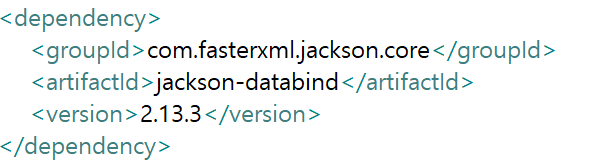 <dependency>
<groupId>com.fasterxml.jackson.core</groupId>
<artifactId>jackson-databind</artifactId>
<version>2.13.3</version>
</dependency>